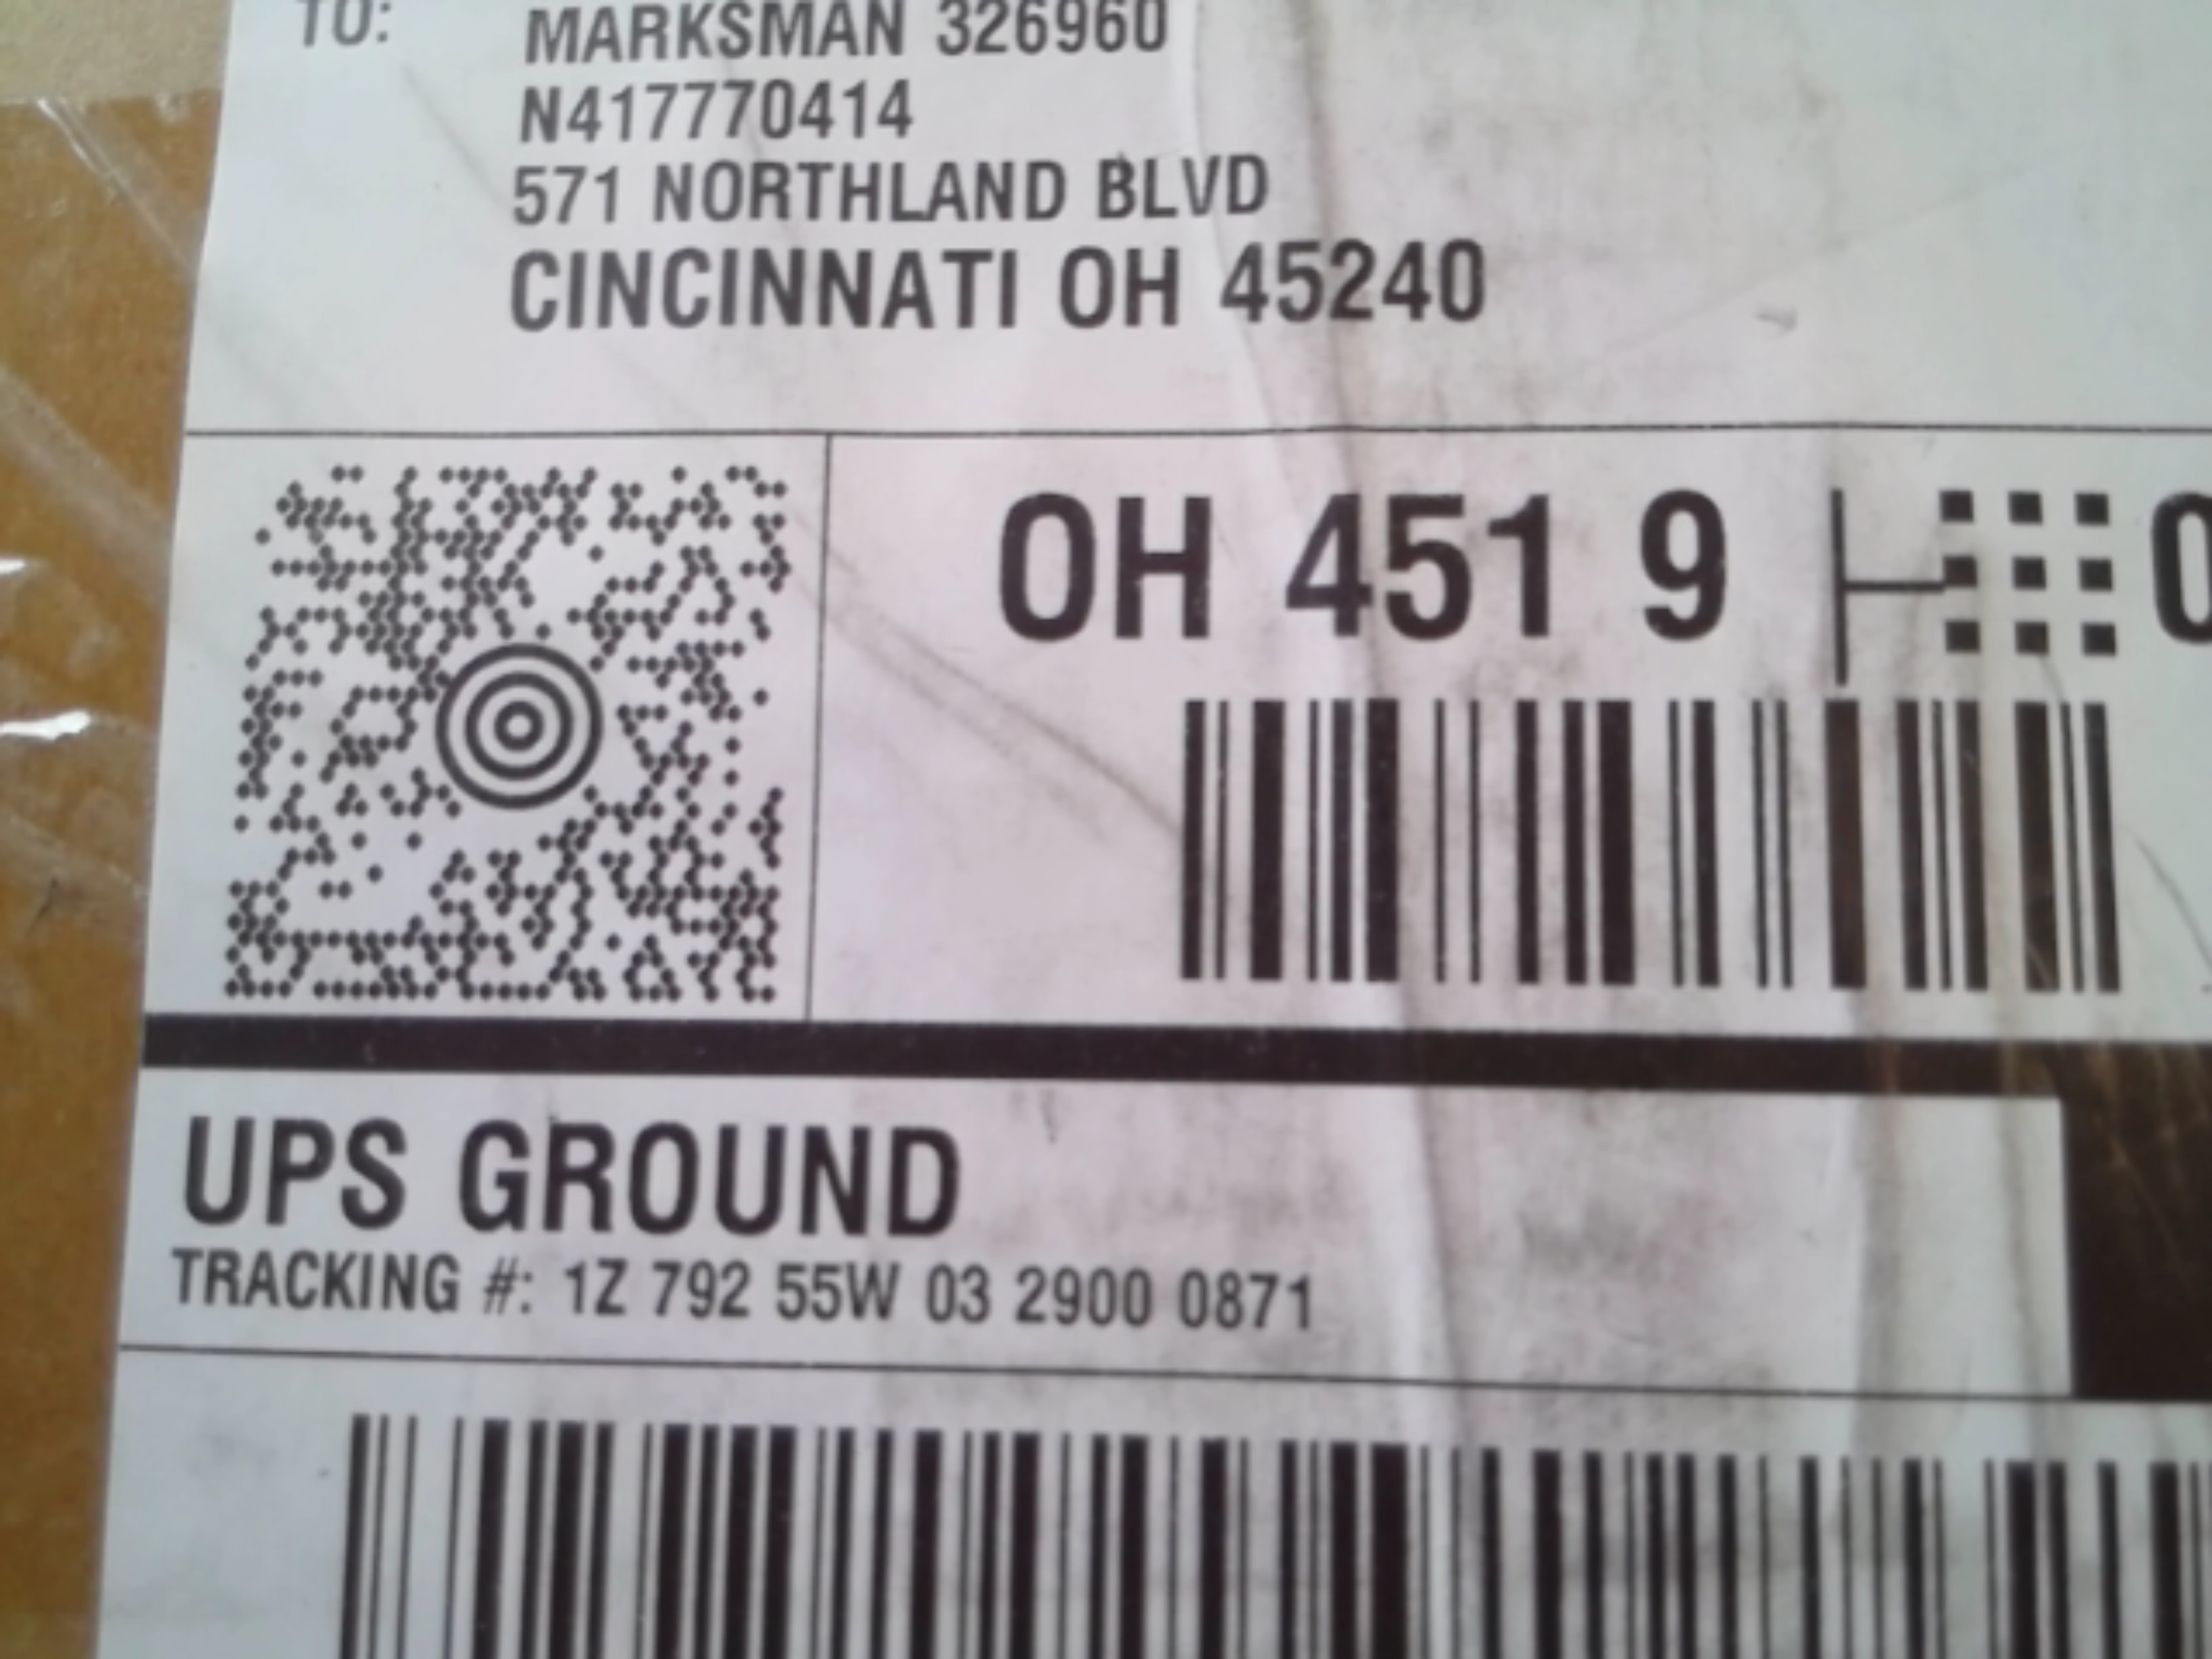 TO:
MARKSMAN 326960
N417770414
571 NORTHLAND BLVD
CINCINNATI OH 45240
OH 451 9 0
UPS GROUND
TRACKING #: 1Z 792 55W 03 2900 0871